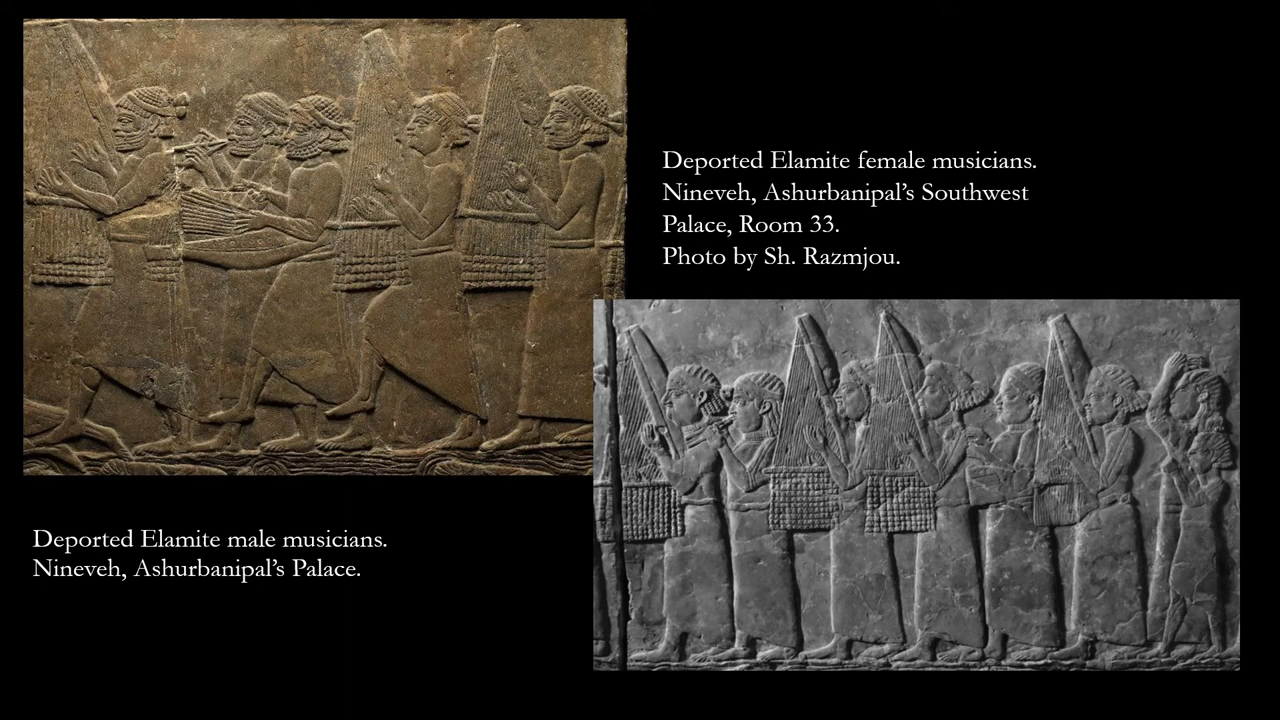 Deported Elamite female musicians.
Nineveh, Ashurbanipal’s Southwest
Palace, Room 33.
Photo by Sh. Razmjou.
Deported Elamite male musicians.
Nineveh, Ashurbanipal’s Palace.